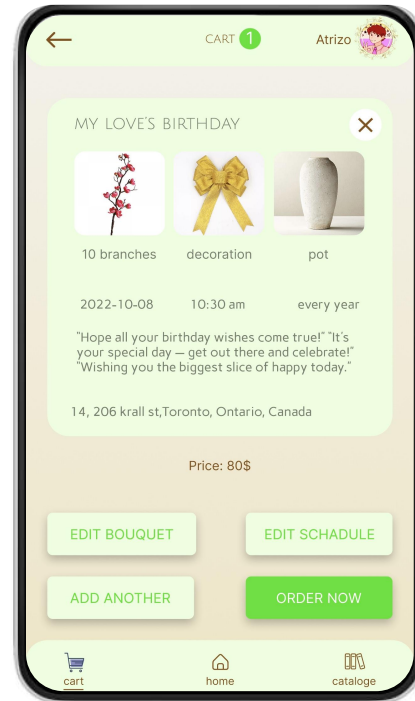 CART 1 Atrizo
MY LOVE'S BIRTHDAY
10 branches decoration pot
2022-10-08 10:30 am every year
"Hope all your birthday wishes come true!" "It's
your special day — get out there and celebrate!"
"Wishing you the biggest slice of happy today."
14, 206 krall st,Toronto, Ontario, Canada
Price: 80$
EDIT BOUQUET EDIT SCHADULE
ADD ANOTHER ORDER NOW
cart home cataloge